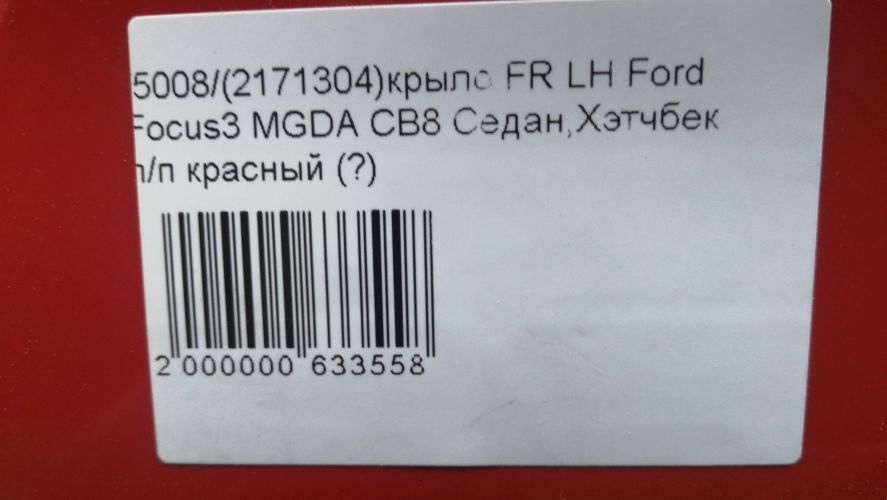 5008/(2171304)крыло FR LH Ford
Focus3 MGDA CB8 Седан,Хэтчбек
п/п красный (?)
2 000000 633558